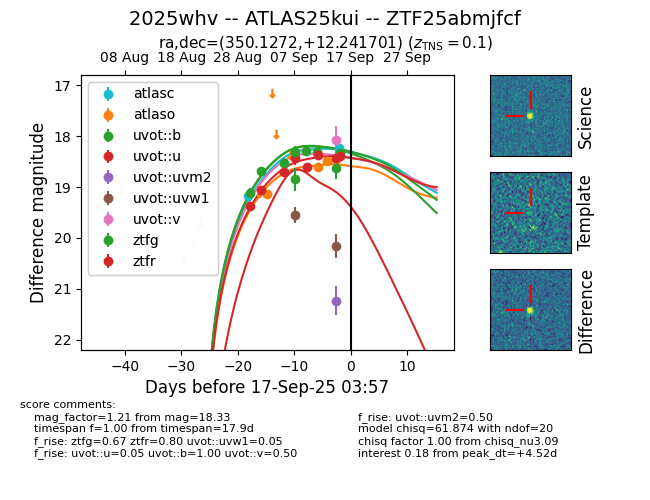 2025whv -- ATLAS25kui -- ZTF25abmjfcf
ra,dec=(350.1272,+12.241701) (z_TNS = 0.1)
08 Aug 18 Aug 28 Aug 07 Sep 17 Sep 27 Sep
17
18
19
20
21
22
Difference magnitude
atlasc
atlaso
uvot::b
uvot::u
uvot::uvm2
uvot::uvw1
uvot::v
ztfg
ztfr
−40 −30 −20 −10 0 10
Days before 17-Sep-25 03:57
Science
Template
Difference
score comments:
mag_factor=1.21 from mag=18.33
timespan f=1.00 from timespan=17.9d
f_rise: ztfg=0.67 ztfr=0.80 uvot::uvw1=0.05
f_rise: uvot::u=0.05 uvot::b=1.00 uvot::v=0.50
f_rise: uvot::uvm2=0.50
model chisq=61.874 with ndof=20
chisq factor 1.00 from chisq_nu3.09
interest 0.18 from peak_dt=+4.52d